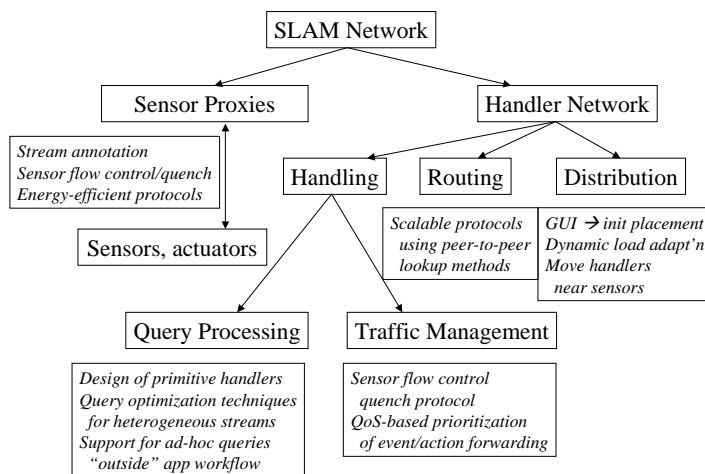 SLAM Network
Sensor Proxies
Handler Network
Stream annotation
Sensor flow control/quench
Energy-efficient protocols
Handling
Routing
Distribution
Sensors, actuators
Scalable protocols
using peer-to-peer
lookup methods
GUI → init placement
Dynamic load adapt'n
Move handlers
near sensors
Query Processing
Traffic Management
Design of primitive handlers
Query optimization techniques
for heterogeneous streams
Support for ad-hoc queries
“outside” app workflow
Sensor flow control
quench protocol
QoS-based prioritization
of event/action forwarding